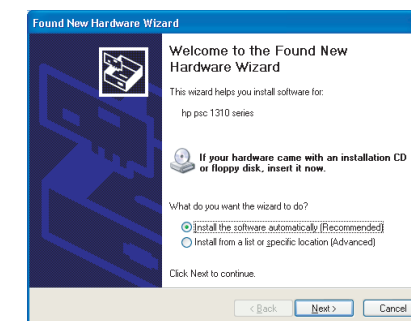 Found New Hardware Wizard
Welcome to the Found New
Hardware Wizard
This wizard helps you install software for:
hp psc 1310 series
If your hardware came with an installation CD
or floppy disk, insert it now.
What do you want the wizard to do?
Install the software automatically (Recommended)
Install from a list or specific location (Advanced)
Click Next to continue.
< Back
Next >
Cancel